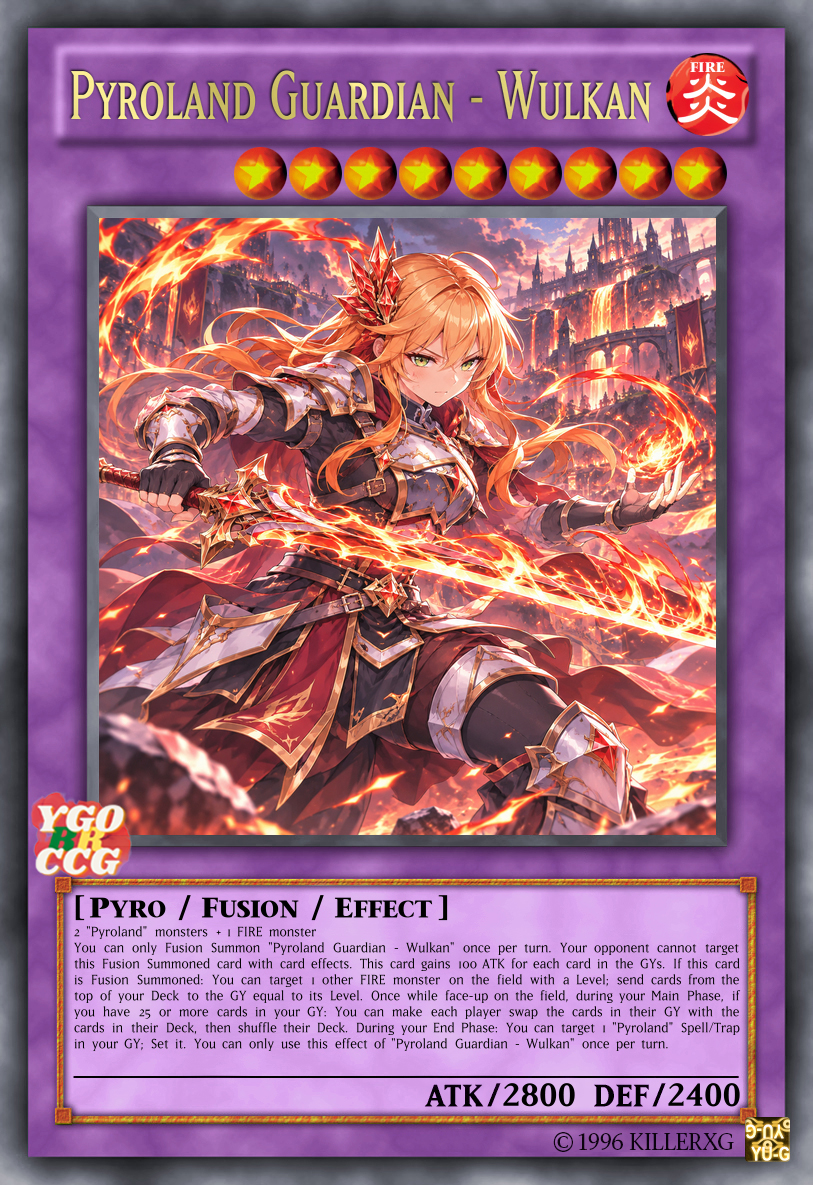 Pyroland Guardian - Wulkan
FIRE
炎
YGO
RR
CCG
[ Pyro / Fusion / Effect ]
2 "Pyroland" monsters + 1 FIRE monster
You can only Fusion Summon "Pyroland Guardian - Wulkan" once per turn. Your opponent cannot target
this Fusion Summoned card with card effects. This card gains 100 ATK for each card in the GYs. If this card
is Fusion Summoned: You can target 1 other FIRE monster on the field with a Level; send cards from the
top of your Deck to the GY equal to its Level. Once while face-up on the field, during your Main Phase, if
you have 25 or more cards in your GY: You can make each player swap the cards in their GY with the
cards in their Deck, then shuffle their Deck. During your End Phase: You can target 1 "Pyroland" Spell/Trap
in your GY; Set it. You can only use this effect of "Pyroland Guardian - Wulkan" once per turn.
ATK/2800 DEF/2400
© 1996 KILLERXG